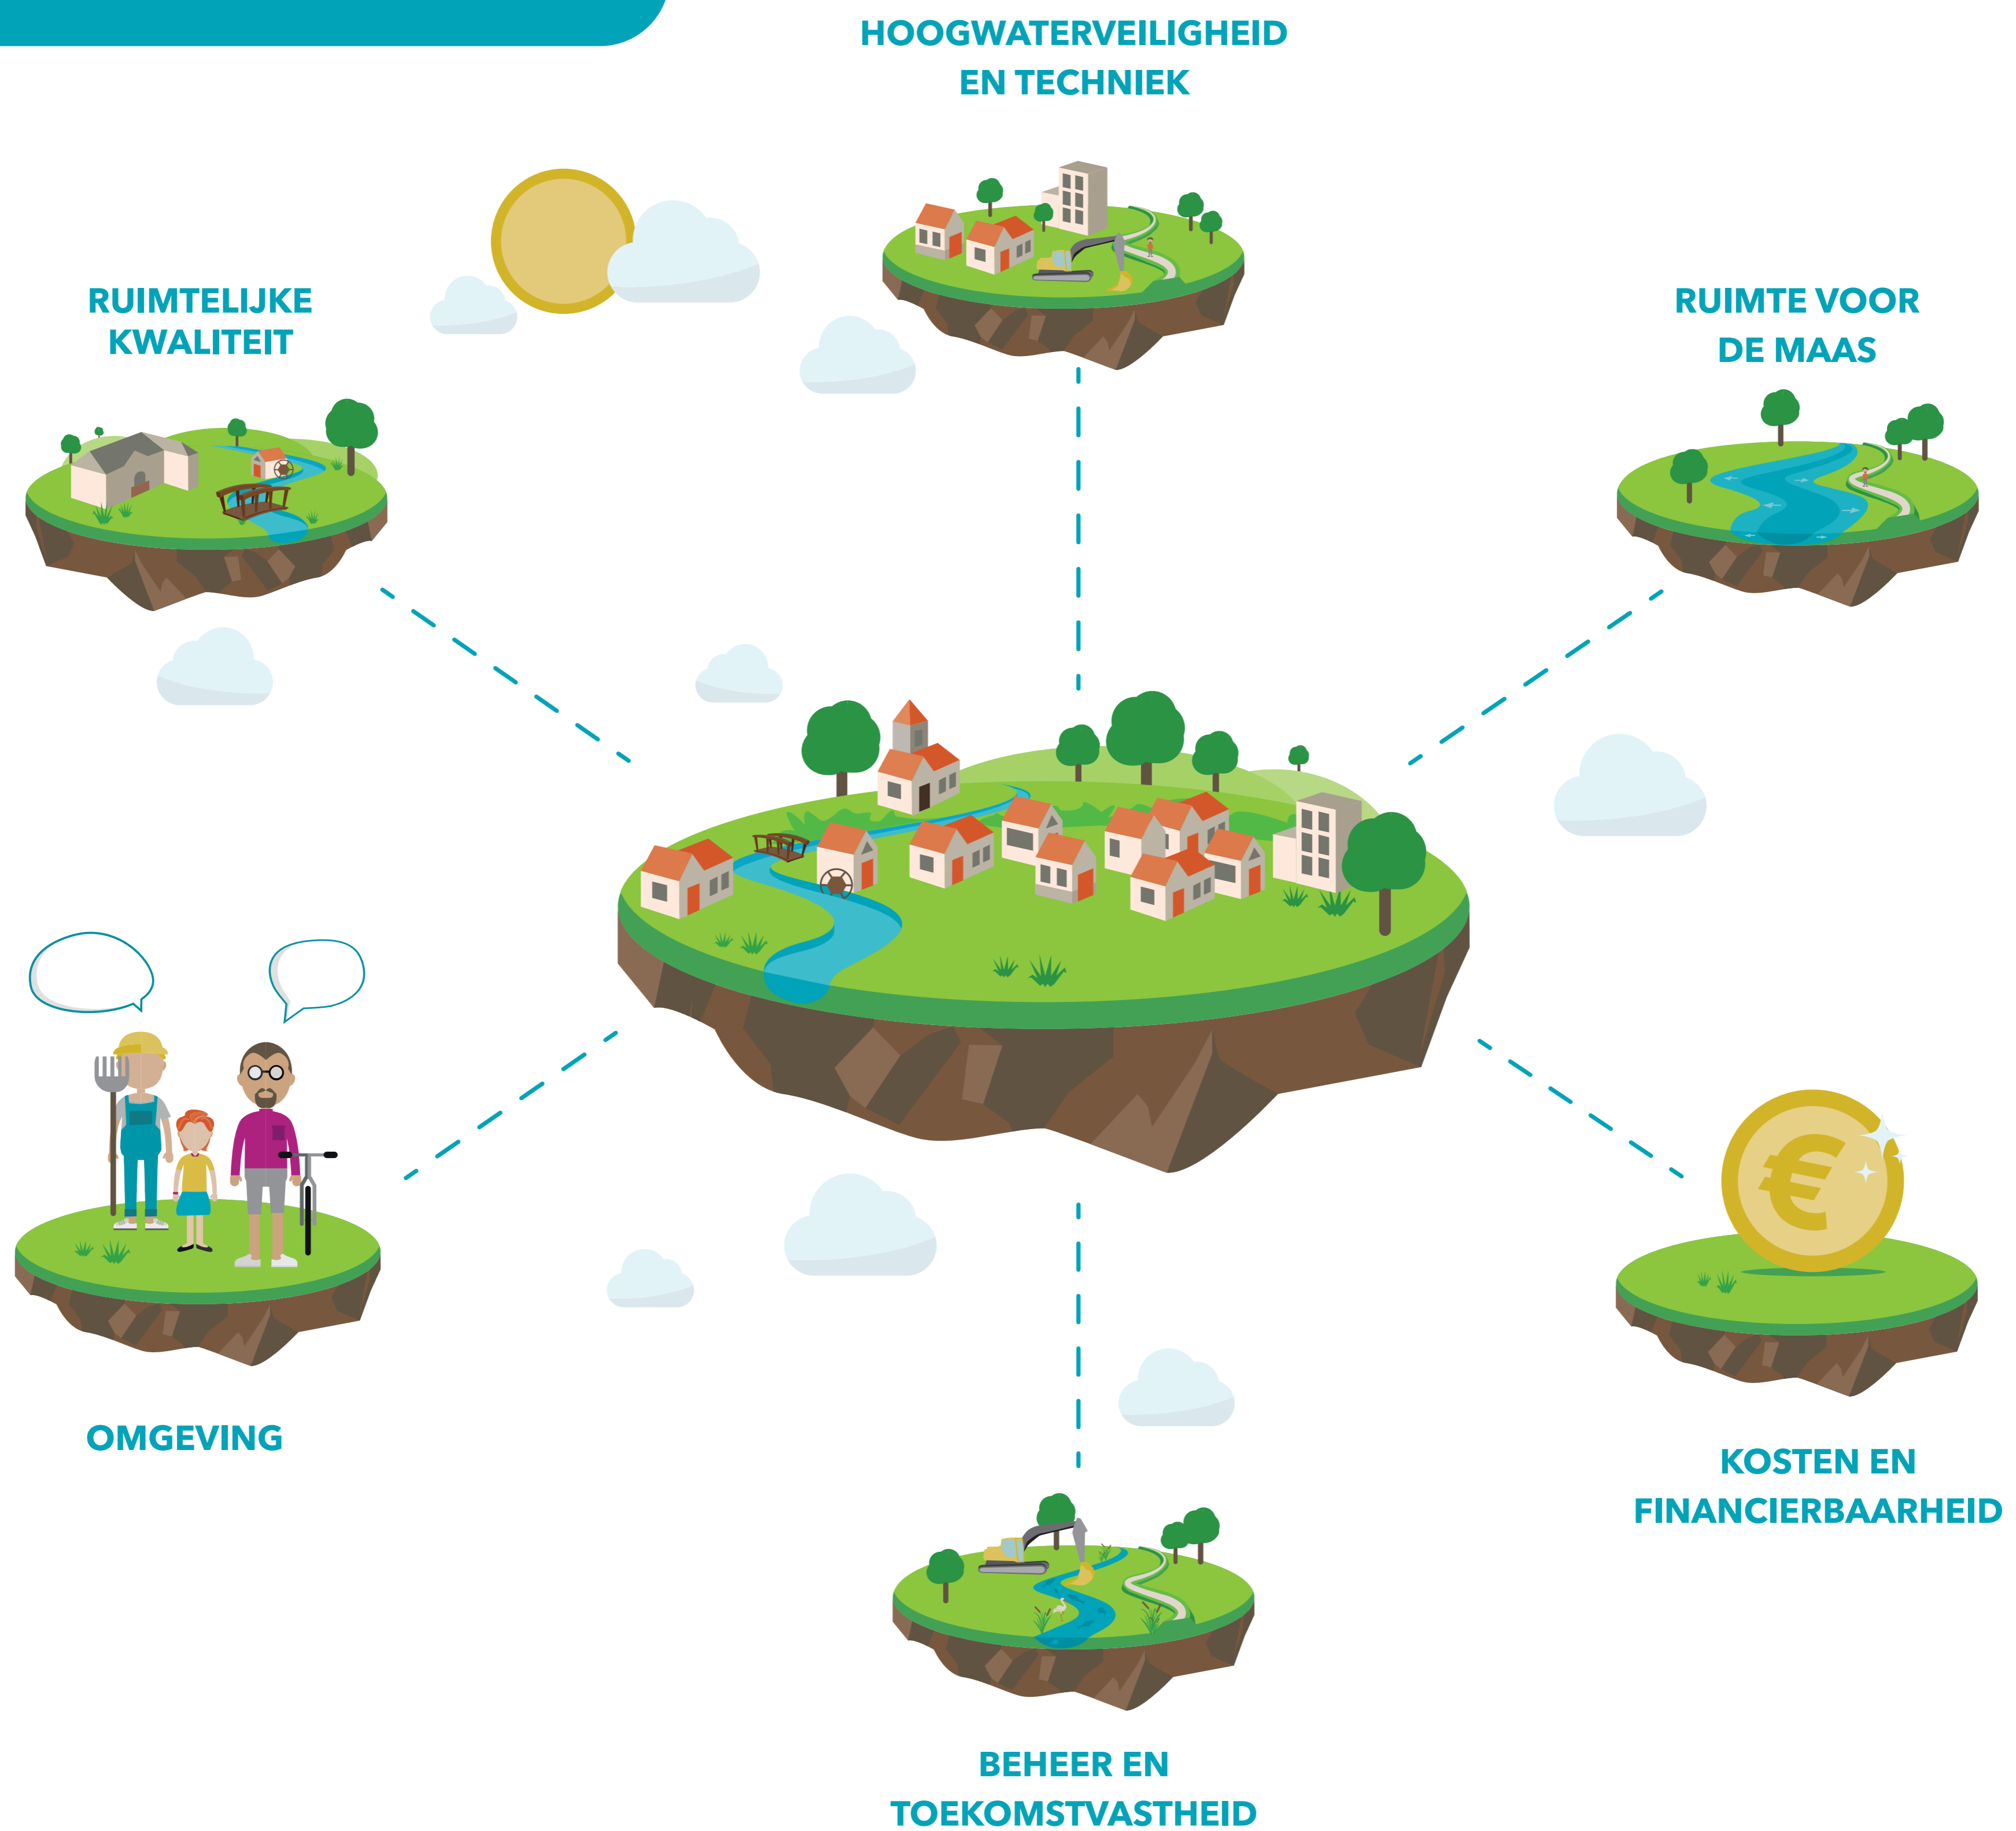 HOOGWATERVEILIGHEID
EN TECHNIEK
RUIMTELIJKE
KWALITEIT
RUIMTE VOOR
DE MAAS
OMGEVING
€
KOSTEN EN
FINANCIERBAARHEID
BEHEER EN
TOEKOMSTVASTHEID